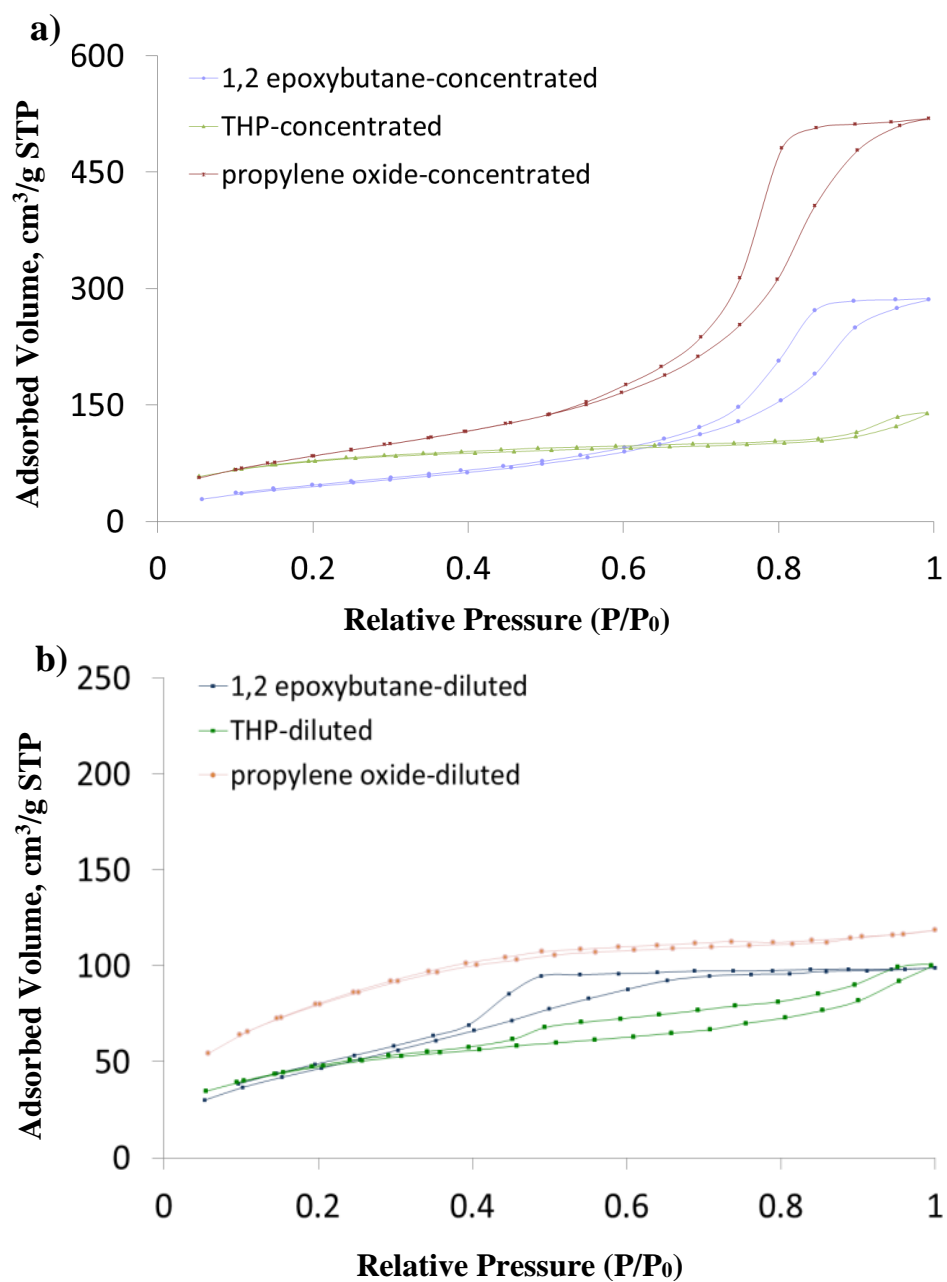 a)
600
450
300
150
0
Adsorbed Volume, cm³/g STP
1,2 epoxybutane-concentrated
THP-concentrated
propylene oxide-concentrated
0 0.2 0.4 0.6 0.8 1
Relative Pressure (P/P₀)
b)
250
200
150
100
50
0
Adsorbed Volume, cm³/g STP
1,2 epoxybutane-diluted
THP-diluted
propylene oxide-diluted
0 0.2 0.4 0.6 0.8 1
Relative Pressure (P/P₀)